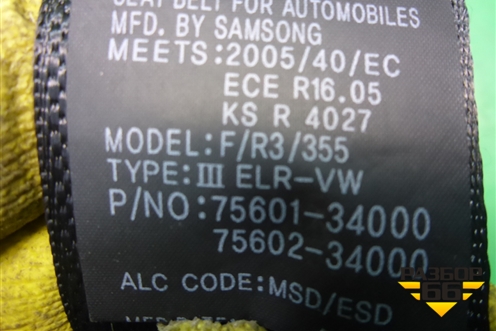 SEAT BELT FOR AUTOMOBILES
MFD. BY SAMSONG
MEETS:2005/40/EC
ECE R16.05
KS R 4027
MODEL:F/R3/355
TYPE:III ELR-VW
P/NO:75601-34000
75602-34000
ALC CODE:MSD/ESD
РАЗБОР
66